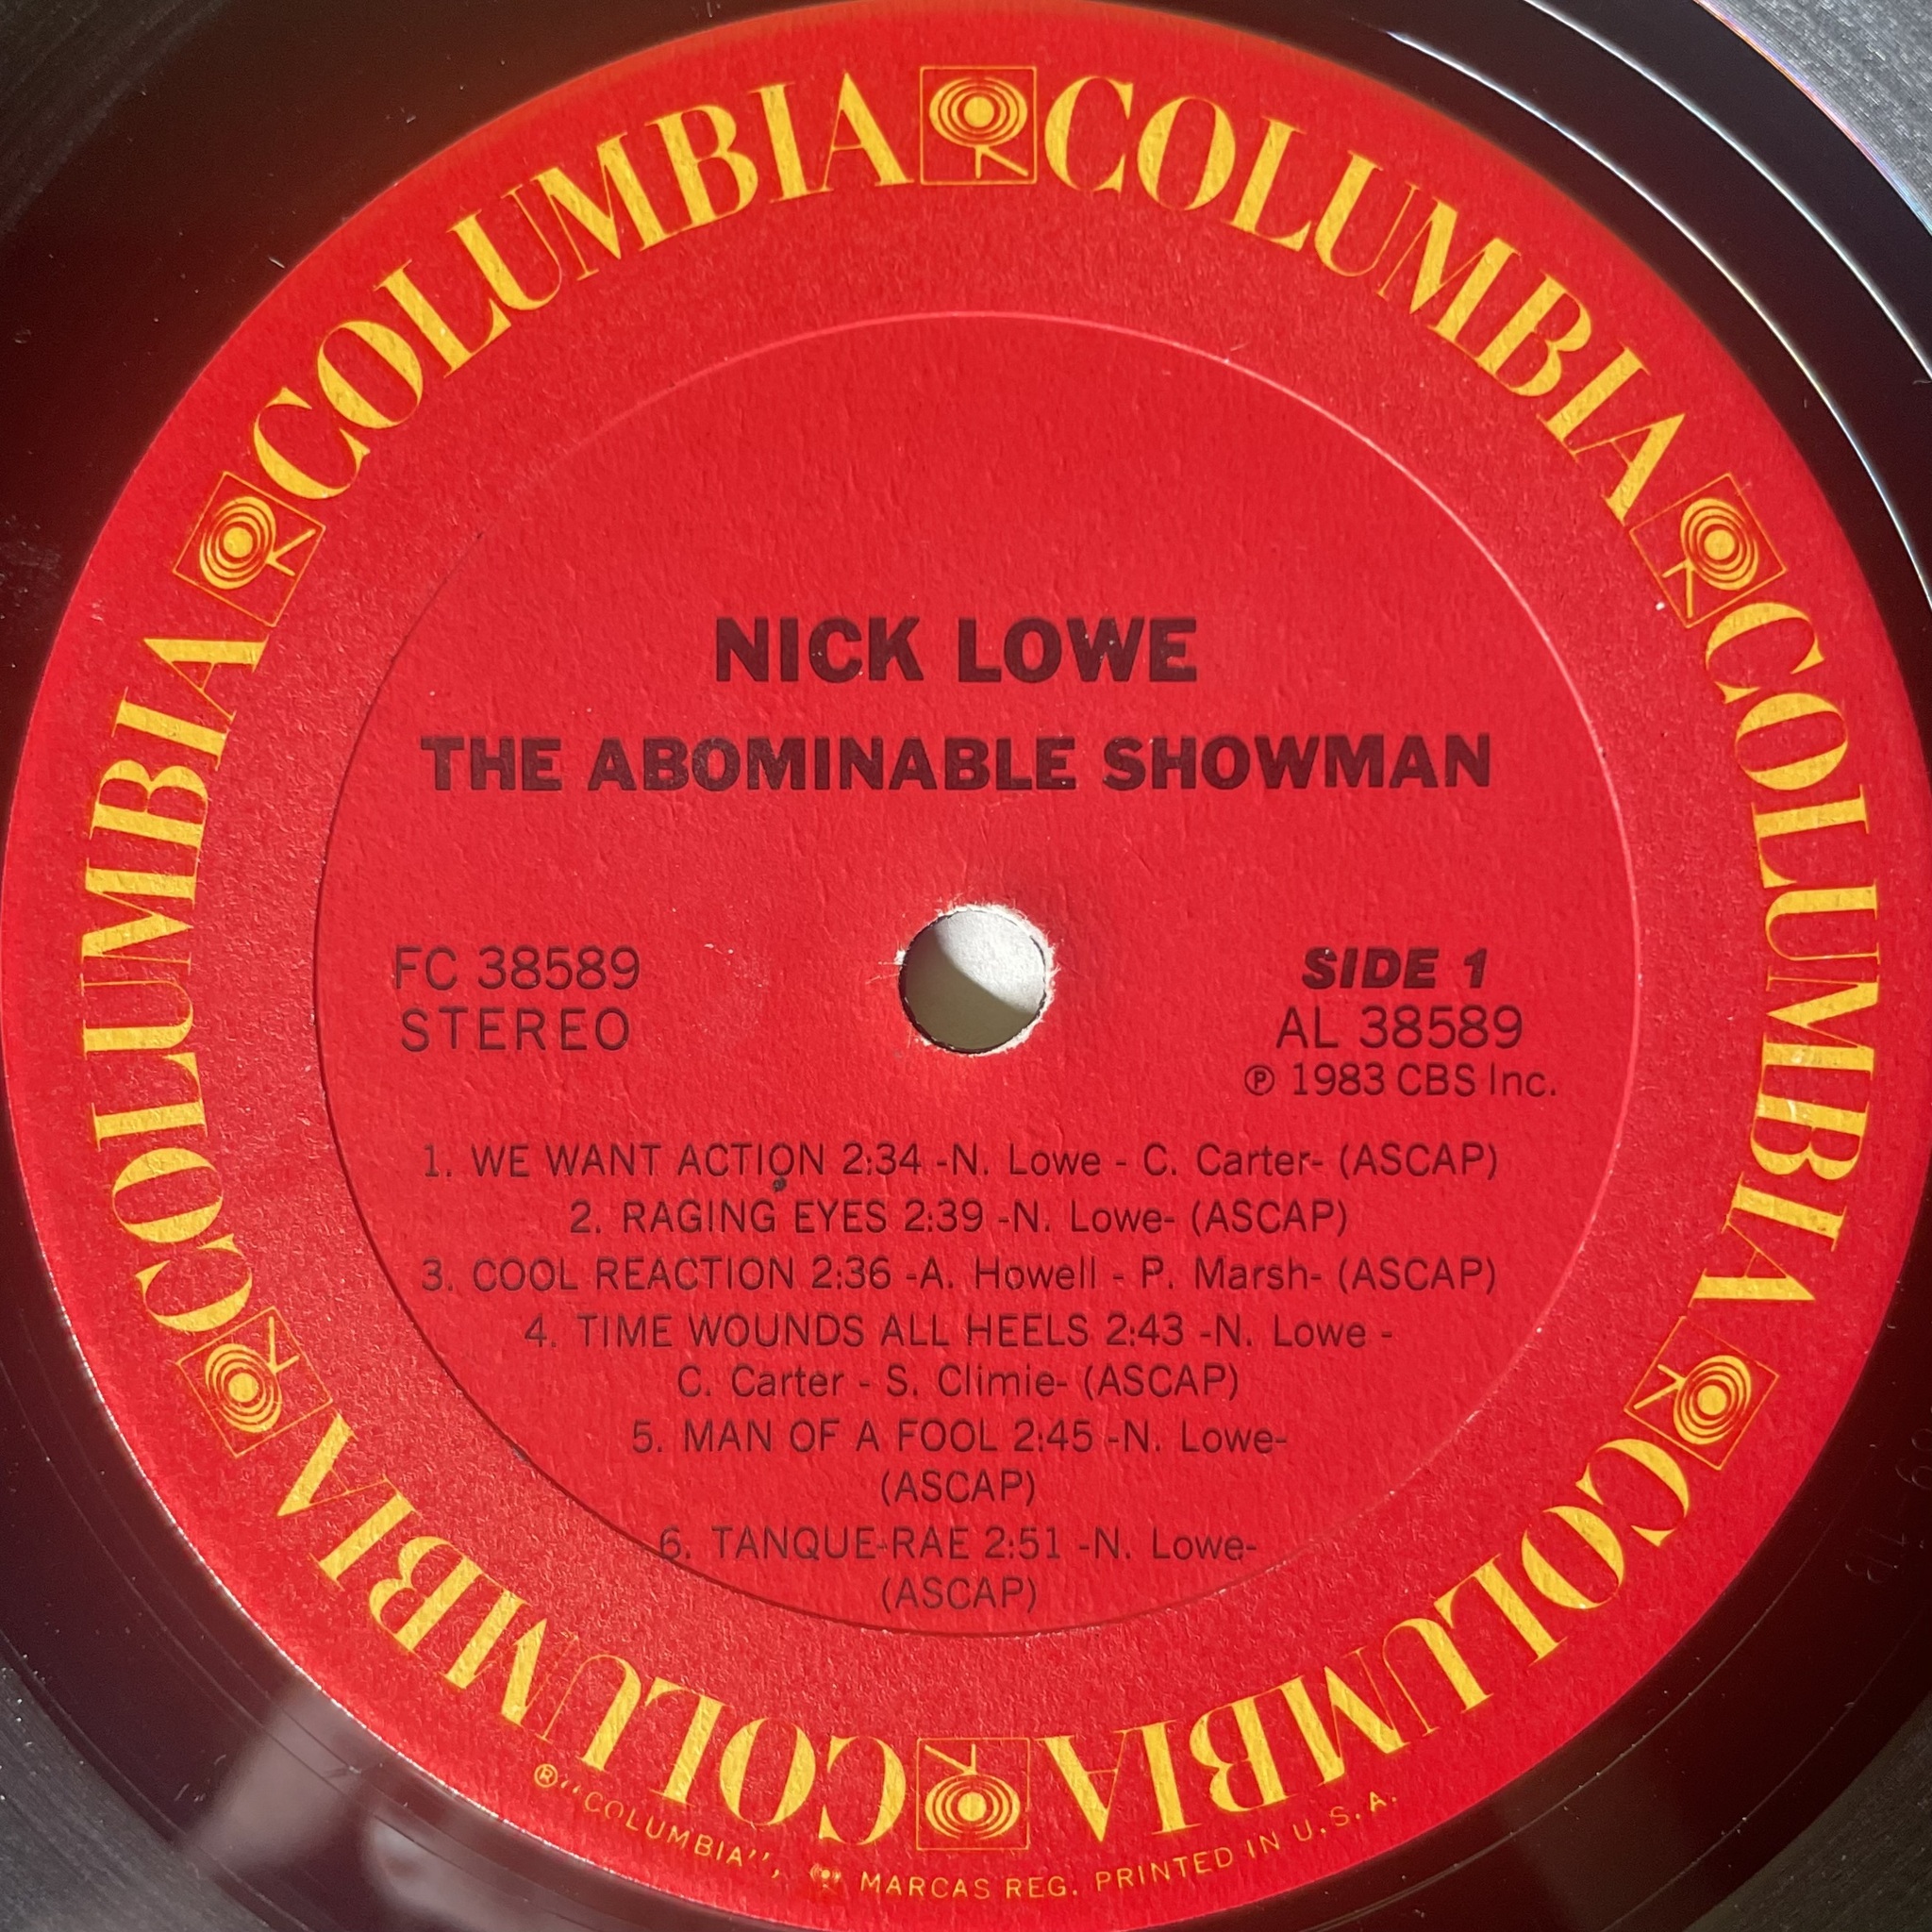 COLUMBIA COLUMBIA COLUMBIA COLUMBIA COLUMBIA COLUMBIA
NICK LOWE
THE ABOMINABLE SHOWMAN
FC 38589
STEREO
SIDE 1
AL 38589
℗ 1983 CBS Inc.
1. WE WANT ACTION 2:34 -N. Lowe - C. Carter- (ASCAP)
2. RAGING EYES 2:39 -N. Lowe- (ASCAP)
3. COOL REACTION 2:36 -A. Howell - P. Marsh- (ASCAP)
4. TIME WOUNDS ALL HEELS 2:43 -N. Lowe -
C. Carter - S. Climie- (ASCAP)
5. MAN OF A FOOL 2:45 -N. Lowe-
(ASCAP)
6. TANQUE-RAE 2:51 -N. Lowe-
(ASCAP)
® "COLUMBIA", MARCAS REG. PRINTED IN U.S.A.